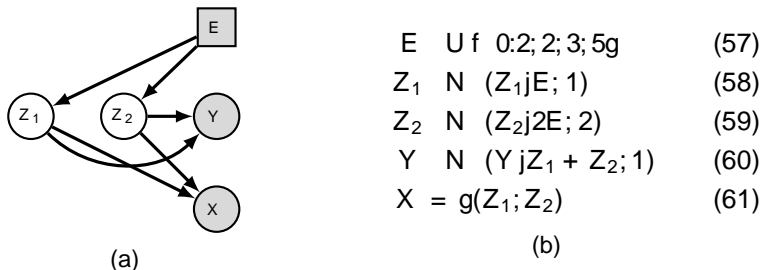 E
Z1
Z2
Y
X
(a)
E U f 0:2; 2; 3; 5g (57)
Z1 N (Z1jE; 1) (58)
Z2 N (Z2j2E; 2) (59)
Y N (Y jZ1 + Z2; 1) (60)
X = g(Z1; Z2) (61)
(b)